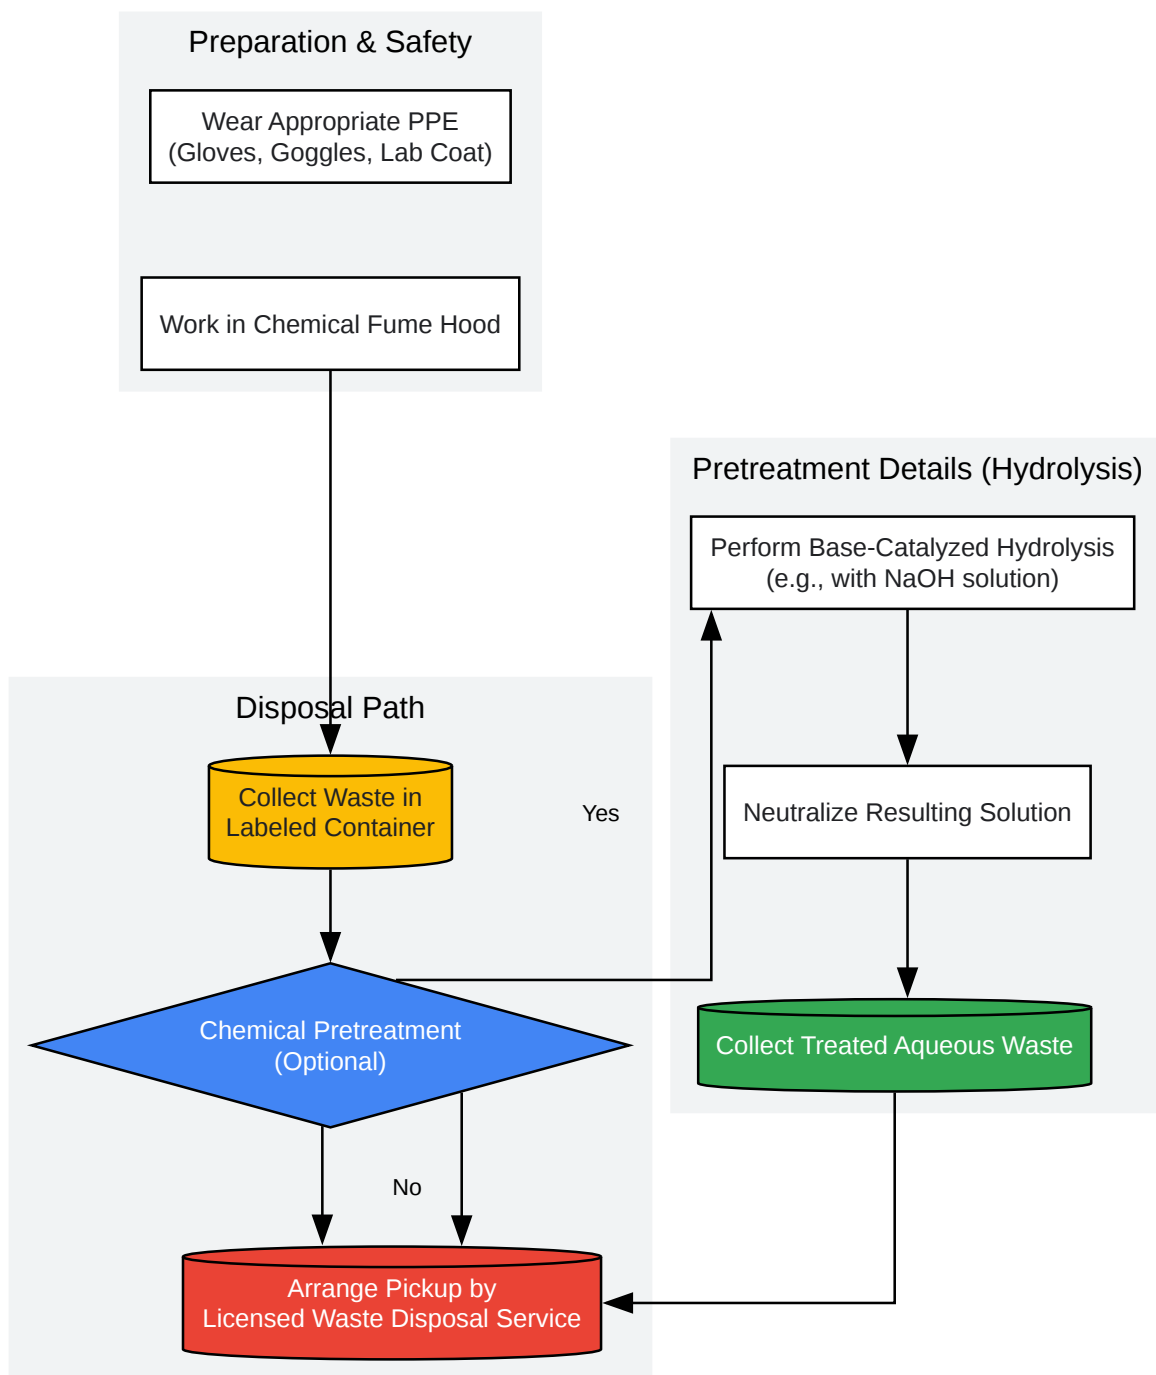 Preparation & Safety
Wear Appropriate PPE
(Gloves, Goggles, Lab Coat)
Work in Chemical Fume Hood
Pretreatment Details (Hydrolysis)
Perform Base-Catalyzed Hydrolysis
(e.g., with NaOH solution)
Disposal Path
Collect Waste in
Labeled Container
Yes
Neutralize Resulting Solution
Chemical Pretreatment
(Optional)
Collect Treated Aqueous Waste
No
Arrange Pickup by
Licensed Waste Disposal Service